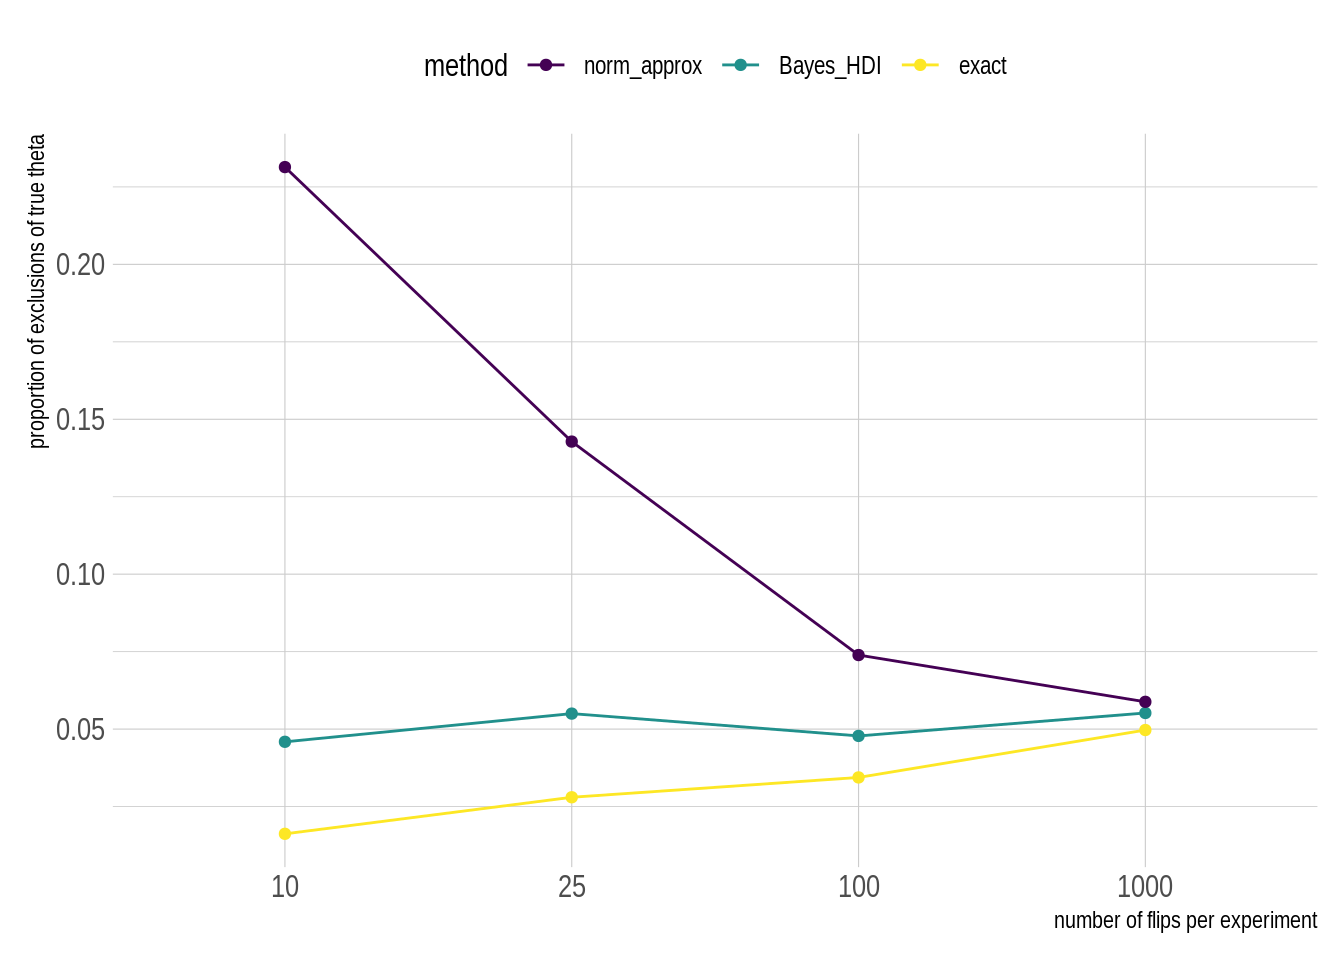 method norm_approx Bayes_HDI exact
proportion of exclusions of true theta
0.20
0.15
0.10
0.05
10 25 100 1000
number of flips per experiment